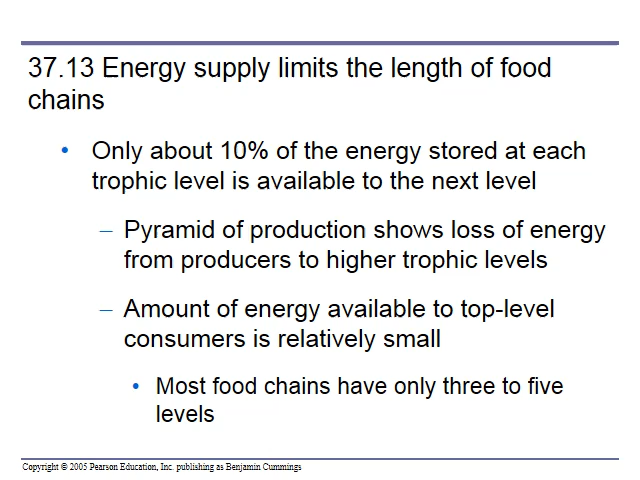 37.13 Energy supply limits the length of food
chains
• Only about 10% of the energy stored at each
trophic level is available to the next level
– Pyramid of production shows loss of energy
from producers to higher trophic levels
– Amount of energy available to top-level
consumers is relatively small
• Most food chains have only three to five
levels
Copyright © 2005 Pearson Education, Inc. publishing as Benjamin Cummings